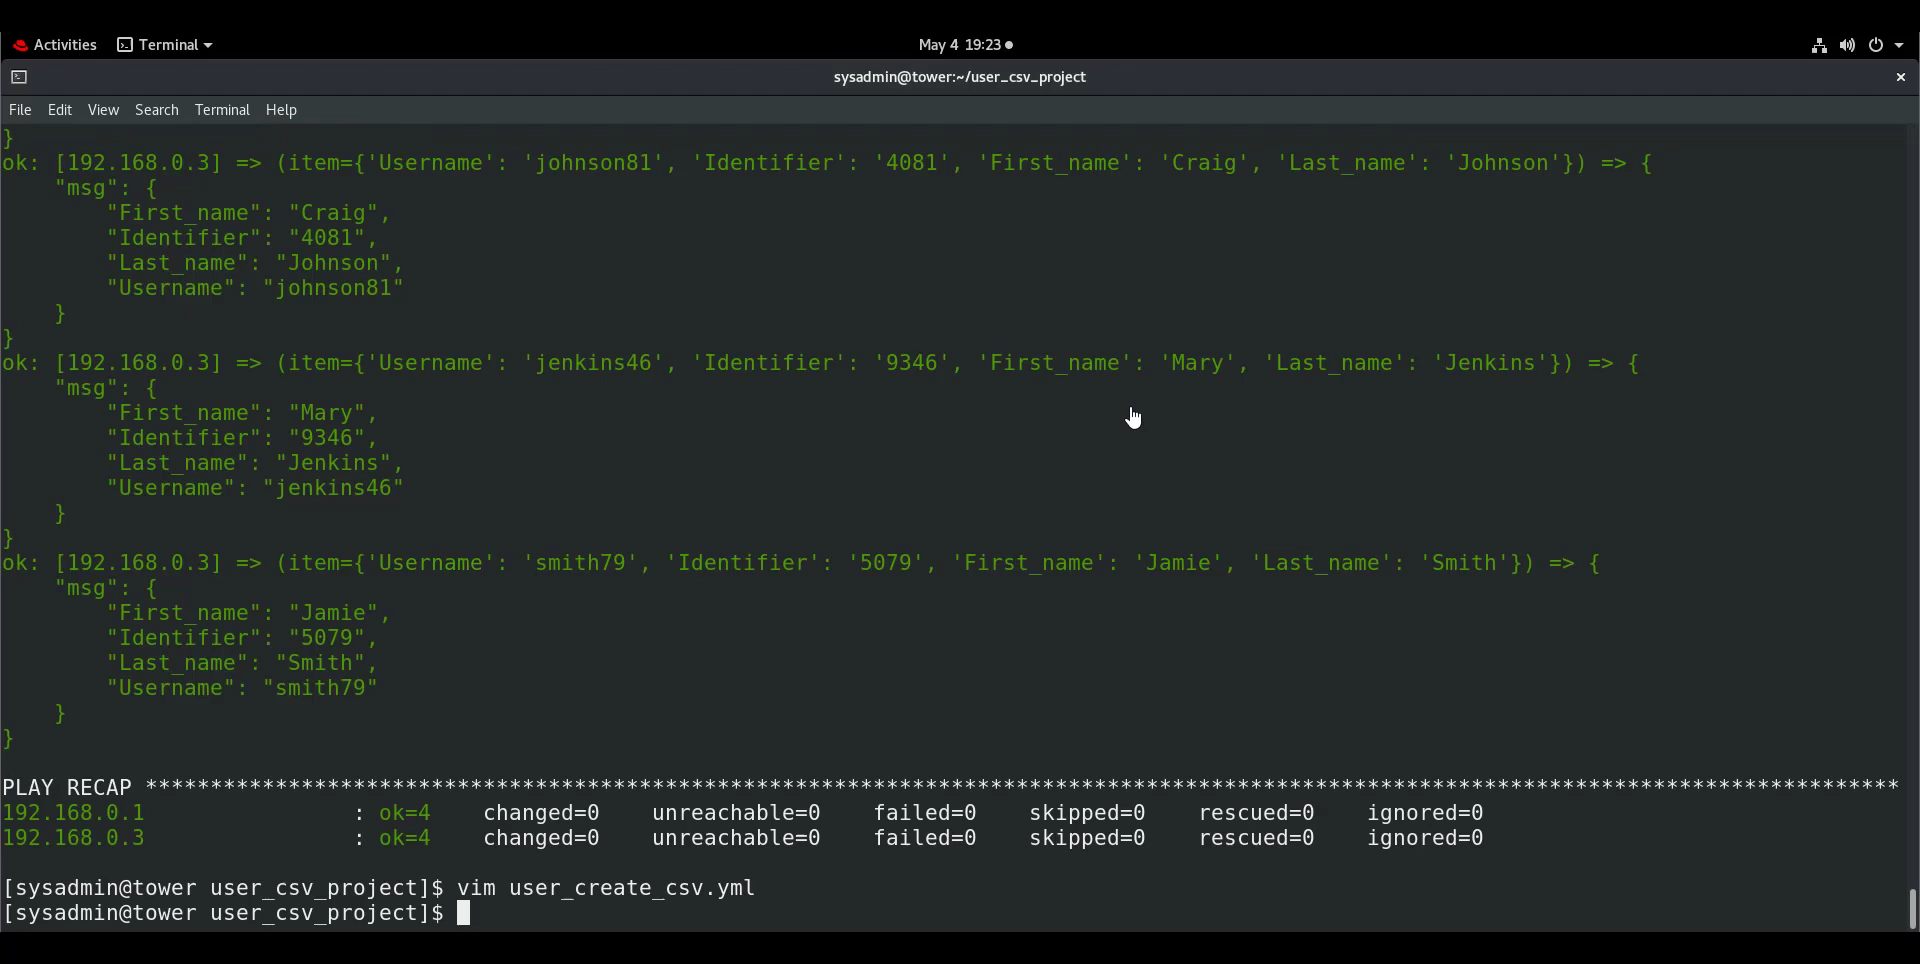 Activities Terminal May 4 19:23
sysadmin@tower:~/user_csv_project
File Edit View Search Terminal Help
}
ok: [192.168.0.3] => (item={'Username': 'johnson81', 'Identifier': '4081', 'First_name': 'Craig', 'Last_name': 'Johnson'}) => {
    "msg": {
        "First_name": "Craig",
        "Identifier": "4081",
        "Last_name": "Johnson",
        "Username": "johnson81"
    }
}
ok: [192.168.0.3] => (item={'Username': 'jenkins46', 'Identifier': '9346', 'First_name': 'Mary', 'Last_name': 'Jenkins'}) => {
    "msg": {
        "First_name": "Mary",
        "Identifier": "9346",
        "Last_name": "Jenkins",
        "Username": "jenkins46"
    }
}
ok: [192.168.0.3] => (item={'Username': 'smith79', 'Identifier': '5079', 'First_name': 'Jamie', 'Last_name': 'Smith'}) => {
    "msg": {
        "First_name": "Jamie",
        "Identifier": "5079",
        "Last_name": "Smith",
        "Username": "smith79"
    }
}
PLAY RECAP ***************************************************************************************************************************************
192.168.0.1                : ok=4    changed=0    unreachable=0    failed=0    skipped=0    rescued=0    ignored=0
192.168.0.3                : ok=4    changed=0    unreachable=0    failed=0    skipped=0    rescued=0    ignored=0
[sysadmin@tower user_csv_project]$ vim user_create_csv.yml
[sysadmin@tower user_csv_project]$